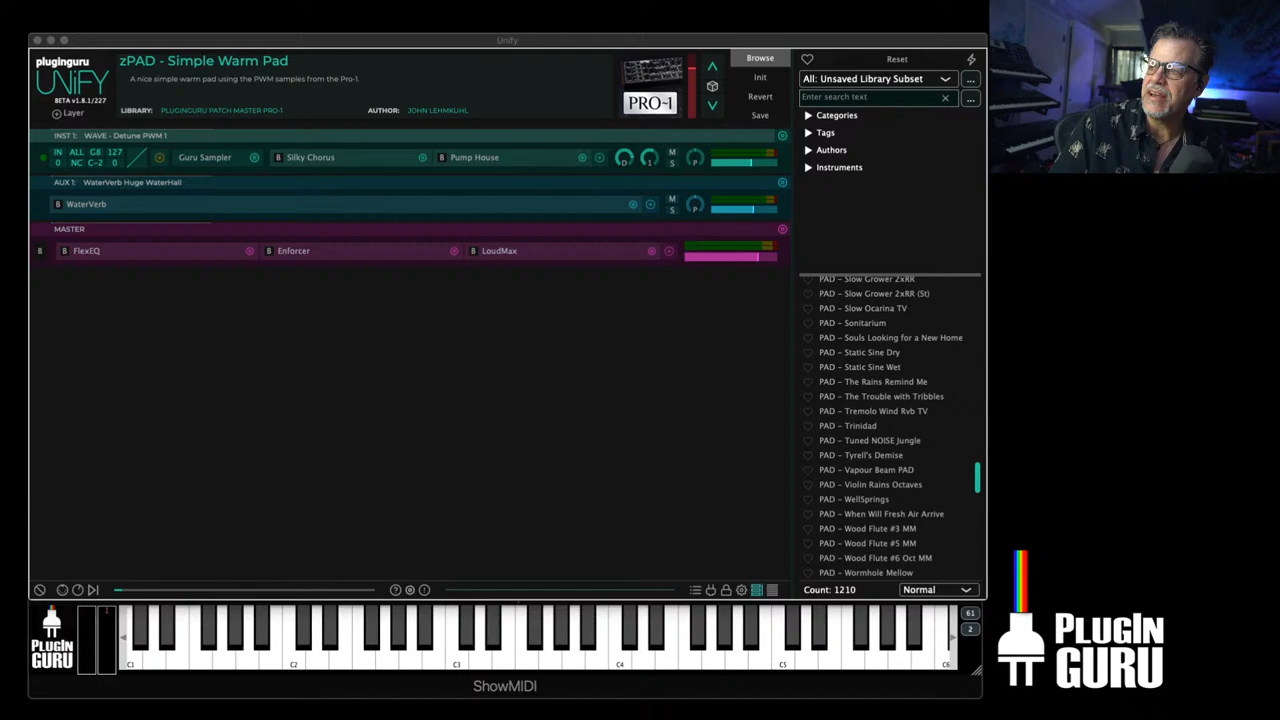 Unify
pluginguru
UNIFY
BETA v1.8.1/227
Layer
zPAD - Simple Warm Pad
A nice simple warm pad using the PWM samples from the Pro-1.
LIBRARY: PLUGINGURU PATCH MASTER PRO-1
AUTHOR: JOHN LEHMKUHL
PRO~1
Browse
Init
Revert
Save
INST 1: WAVE - Detune PWM 1
IN ALL G8 127
0 NC C-2 0
Guru Sampler
B Silky Chorus
B Pump House
D
1
M
S
P
AUX 1: WaterVerb Huge WaterHall
B WaterVerb
M
S
P
MASTER
B
B FlexEQ
B Enforcer
B LoudMax
Reset
All: Unsaved Library Subset
...
Enter search text
...
Categories
Tags
Authors
Instruments
PAD - Slow Grower 2xRR
PAD - Slow Grower 2xRR (St)
PAD - Slow Ocarina TV
PAD - Sonitarium
PAD - Souls Looking for a New Home
PAD - Static Sine Dry
PAD - Static Sine Wet
PAD - The Rains Remind Me
PAD - The Trouble with Tribbles
PAD - Tremolo Wind Rvb TV
PAD - Trinidad
PAD - Tuned NOISE Jungle
PAD - Tyrell's Demise
PAD - Vapour Beam PAD
PAD - Violin Rains Octaves
PAD - WellSprings
PAD - When Will Fresh Air Arrive
PAD - Wood Flute #3 MM
PAD - Wood Flute #5 MM
PAD - Wood Flute #6 Oct MM
PAD - Wormhole Mellow
Count: 1210
Normal
PLUGIN
GURU
1
C1
C2
C3
C4
C5
C6
61
2
ShowMIDI
PLUGIN
GURU